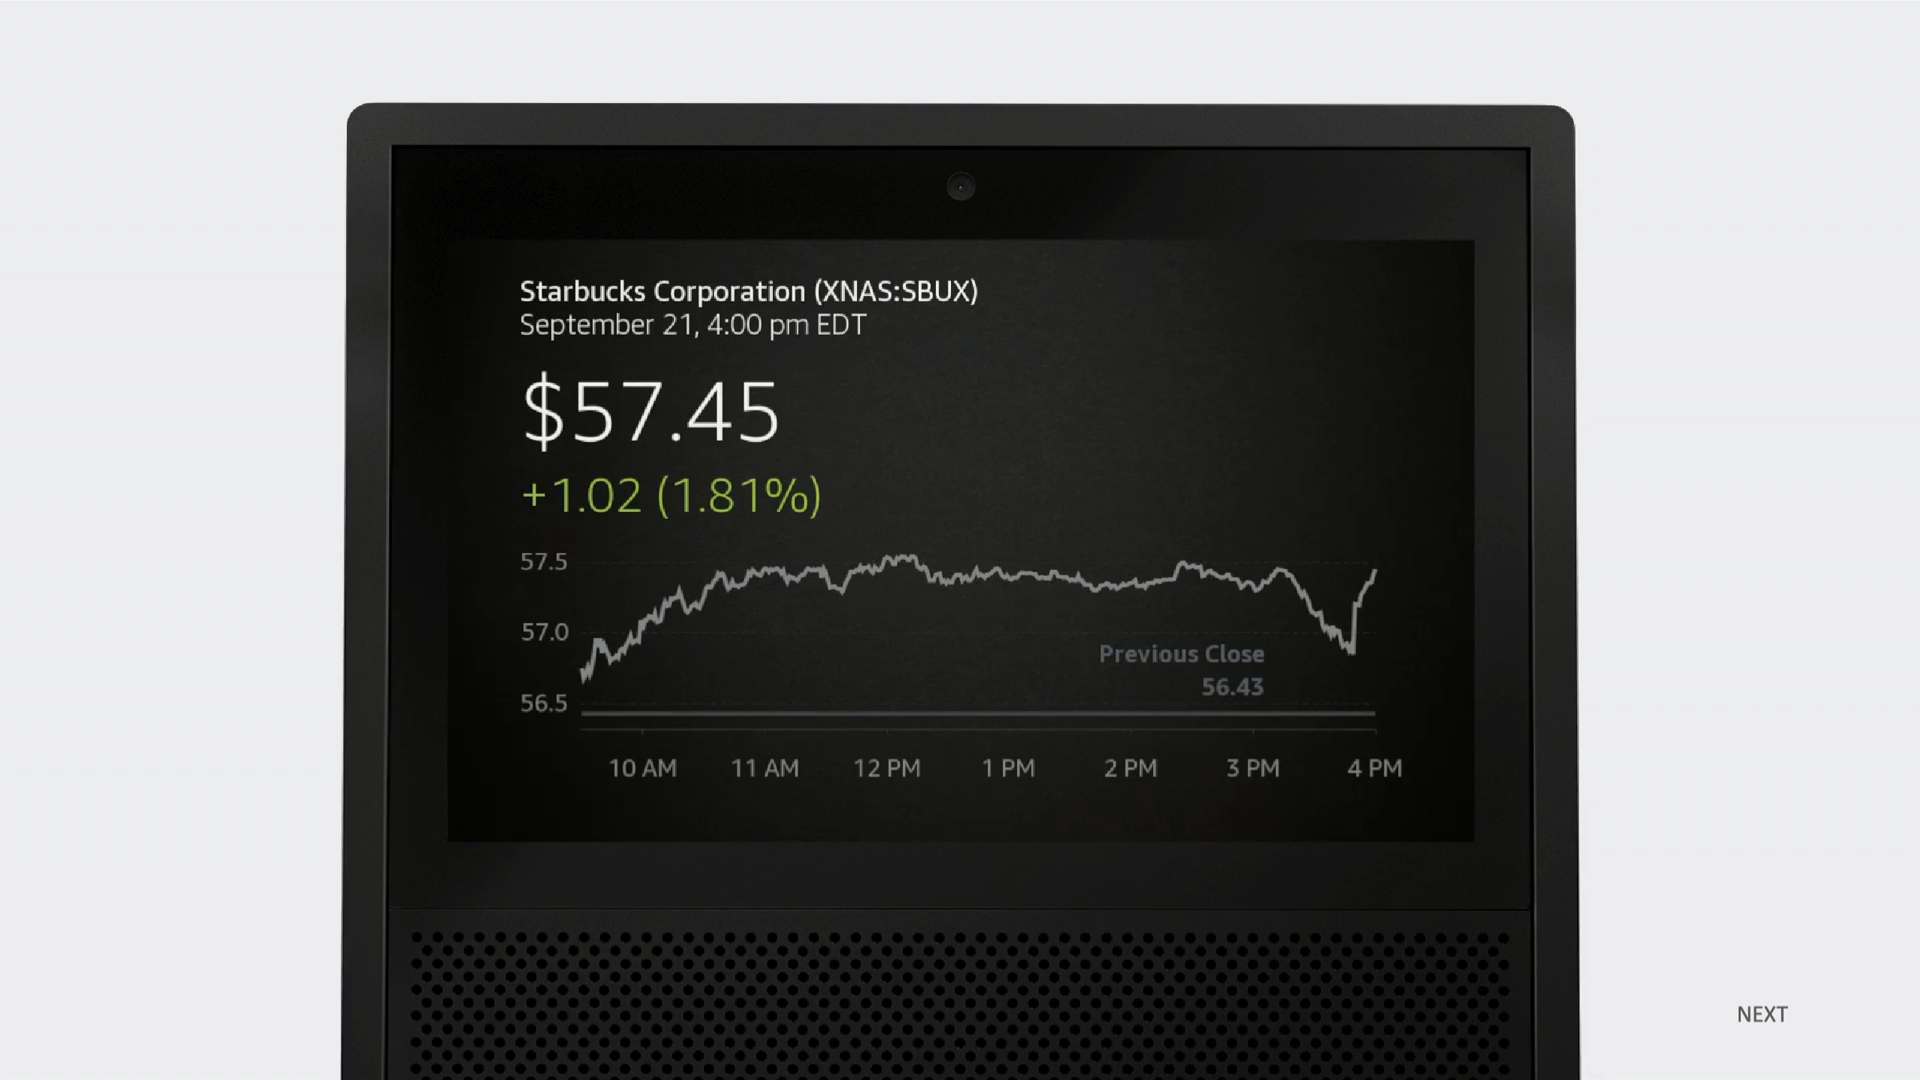 Starbucks Corporation (XNAS:SBUX)
September 21, 4:00 pm EDT
$57.45
+1.02 (1.81%)
57.5
57.0
Previous Close
56.43
56.5
10 AM 11 AM 12 PM 1 PM 2 PM 3 PM 4 PM
NEXT